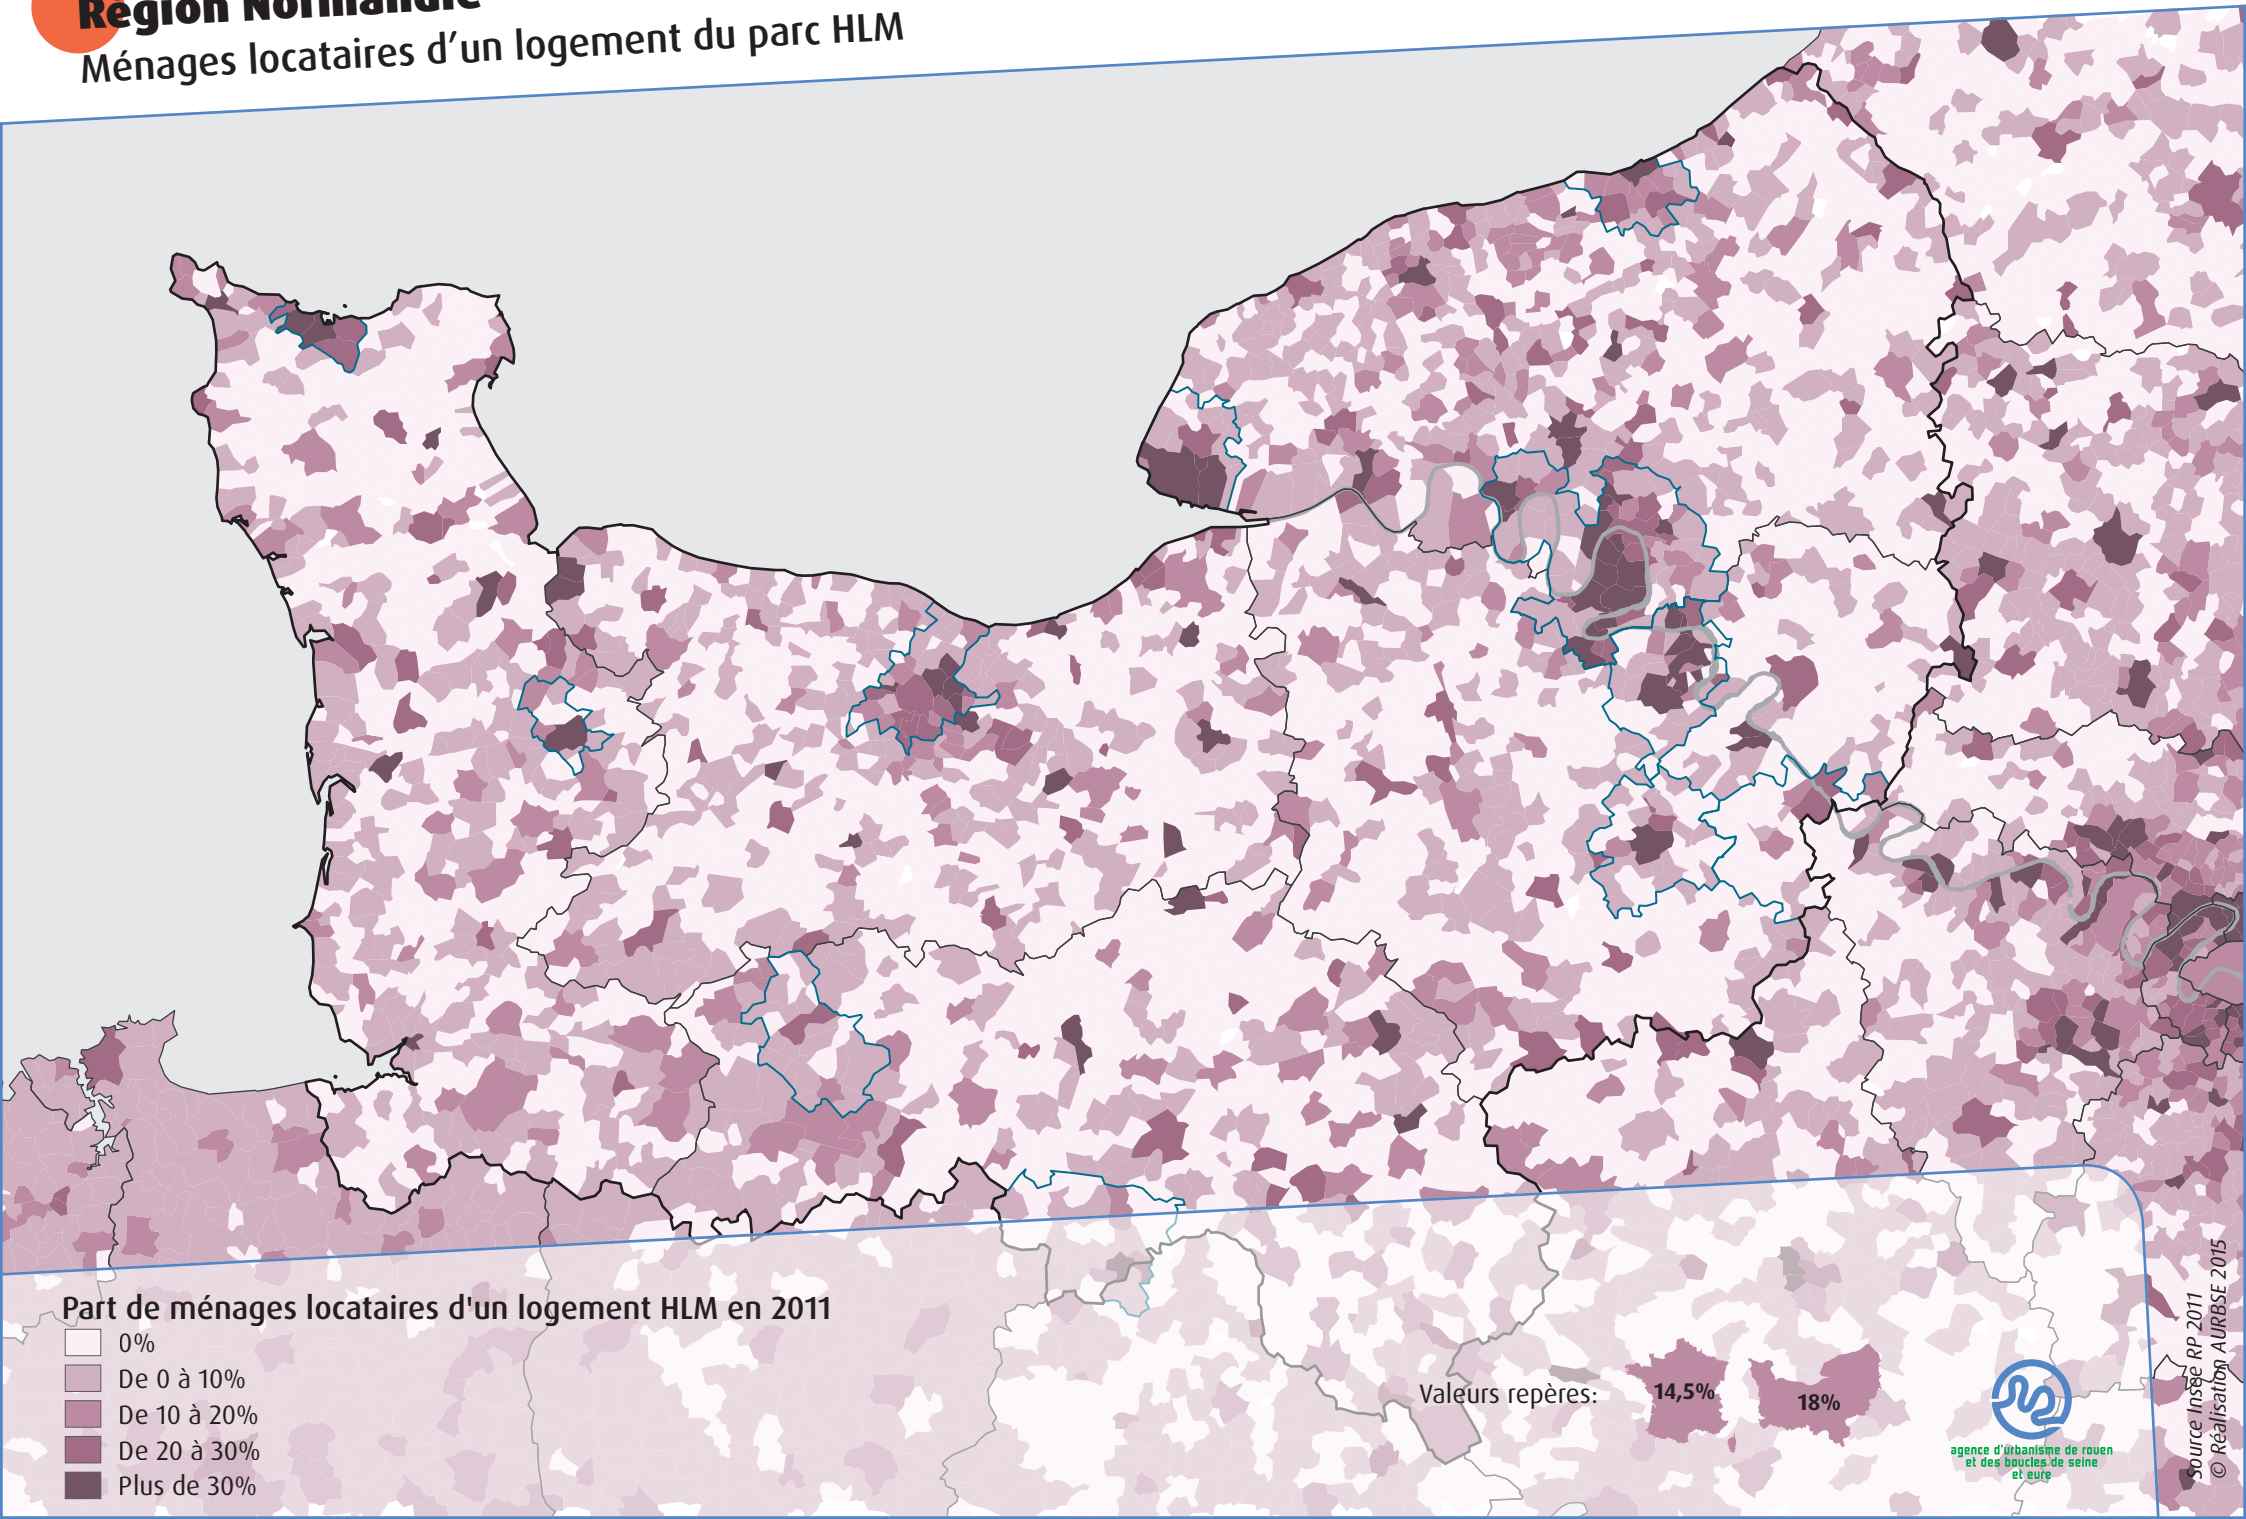 Région Normandie
Ménages locataires d'un logement du parc HLM
Part de ménages locataires d'un logement HLM en 2011
0%
De 0 à 10%
De 10 à 20%
De 20 à 30%
Plus de 30%
Valeurs repères:
14,5%
18%
agence d'urbanisme de rouen
et des boucles de seine
et eure
Source Insee RP 2011
© Réalisation AURBSE 2015